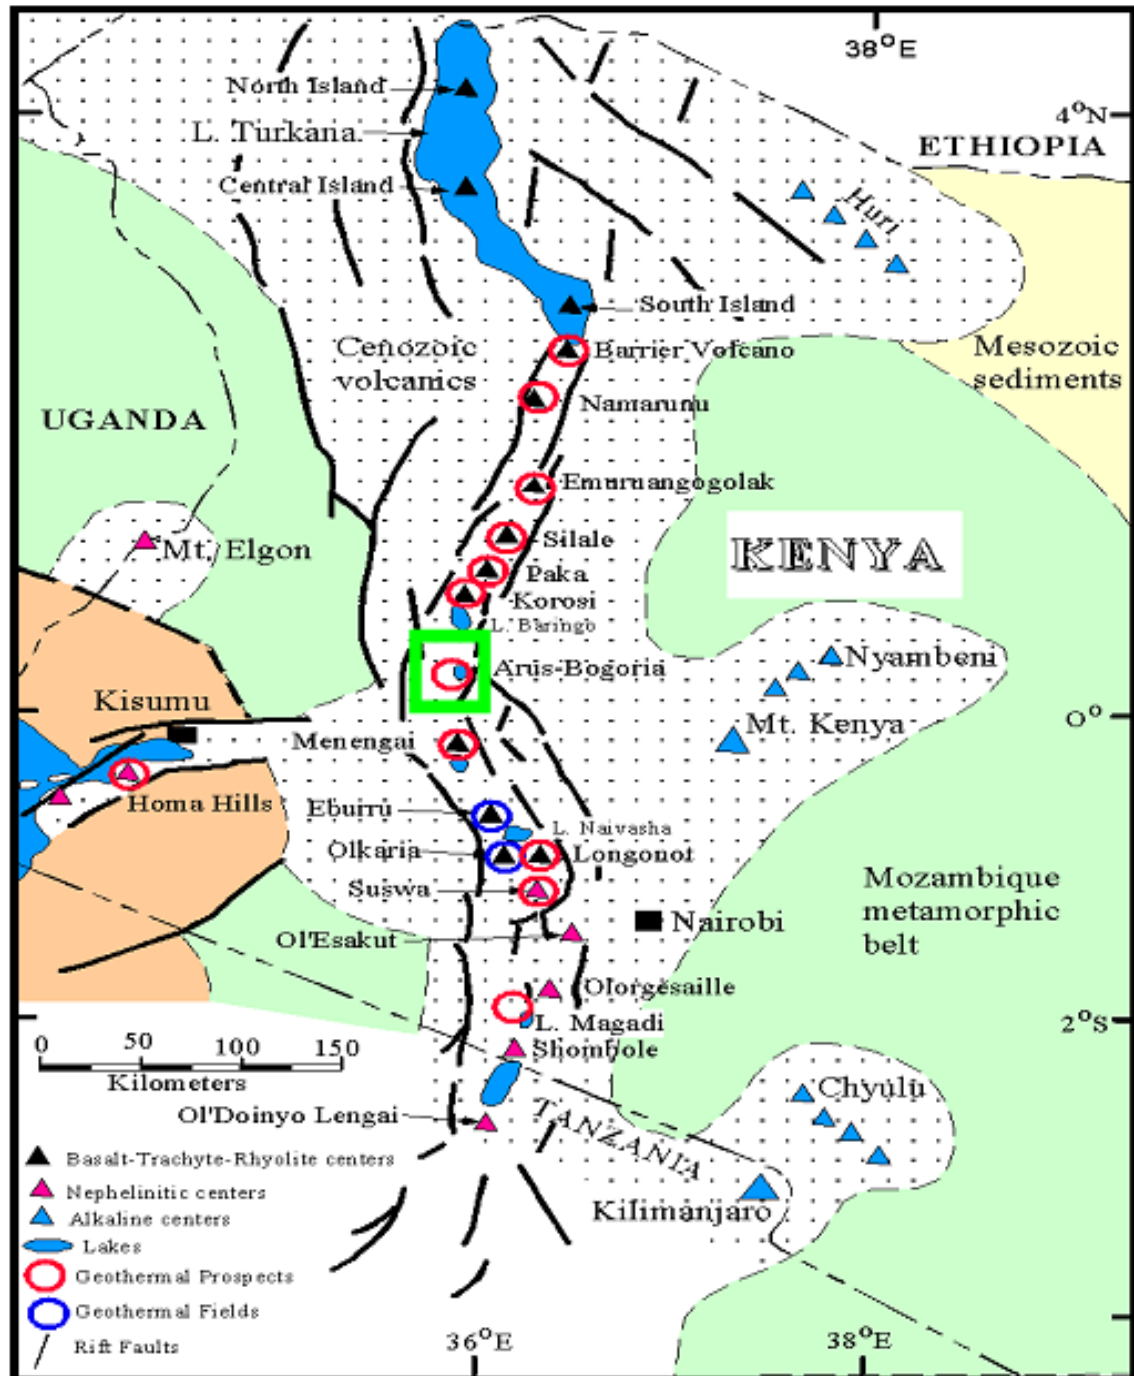 38°E
North Island
4°N
L. Turkana
ETHIOPIA
Central Island
Huri
South Island
Cenozoic
volcanics
Barrier Volcano
Mesozoic
sediments
Namarunu
UGANDA
Emuruangogolak
Mt. Elgon
Silale
KENYA
Paka
Korosi
L. Baringo
Arus-Bogoria
Nyambeni
Kisumu
Mt. Kenya
0°
Menengai
Homa Hills
Eburru
L. Naivasha
Olkaria
Longonot
Suswa
Mozambique
metamorphic
belt
Nairobi
Ol'Esakut
Olorgesaille
L. Magadi
2°S
Shombole
0 50 100 150
Kilometers
Chyulu
Ol'Doinyo Lengai
TANZANIA
Kilimanjaro
Basalt-Trachyte-Rhyolite centers
Nephelinitic centers
Alkaline centers
Lakes
Geothermal Prospects
Geothermal Fields
Rift Faults
36°E
38°E